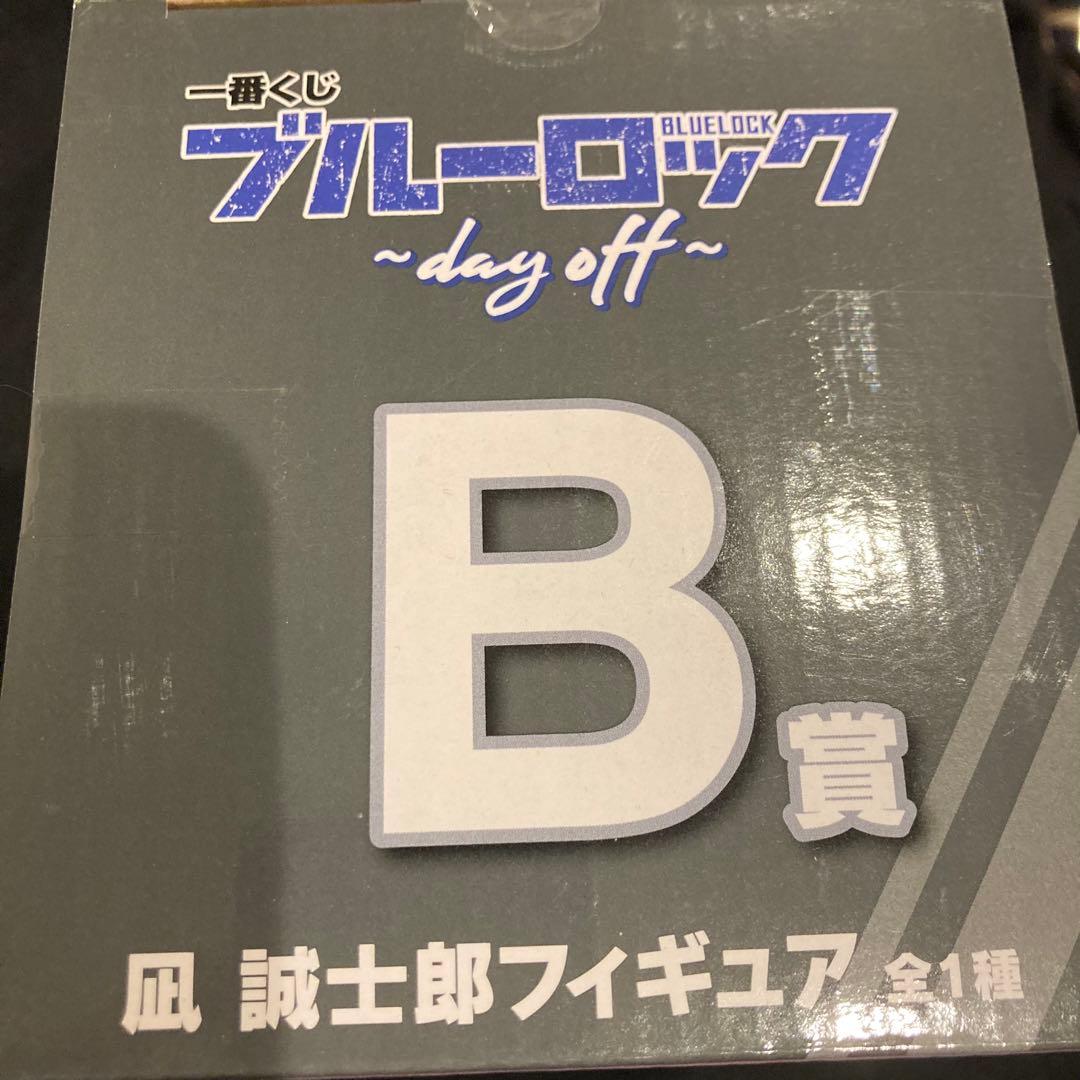 一番くじ
ブルーロック
BLUELOCK
~day off~
B賞
凪 誠士郎フィギュア 全1種